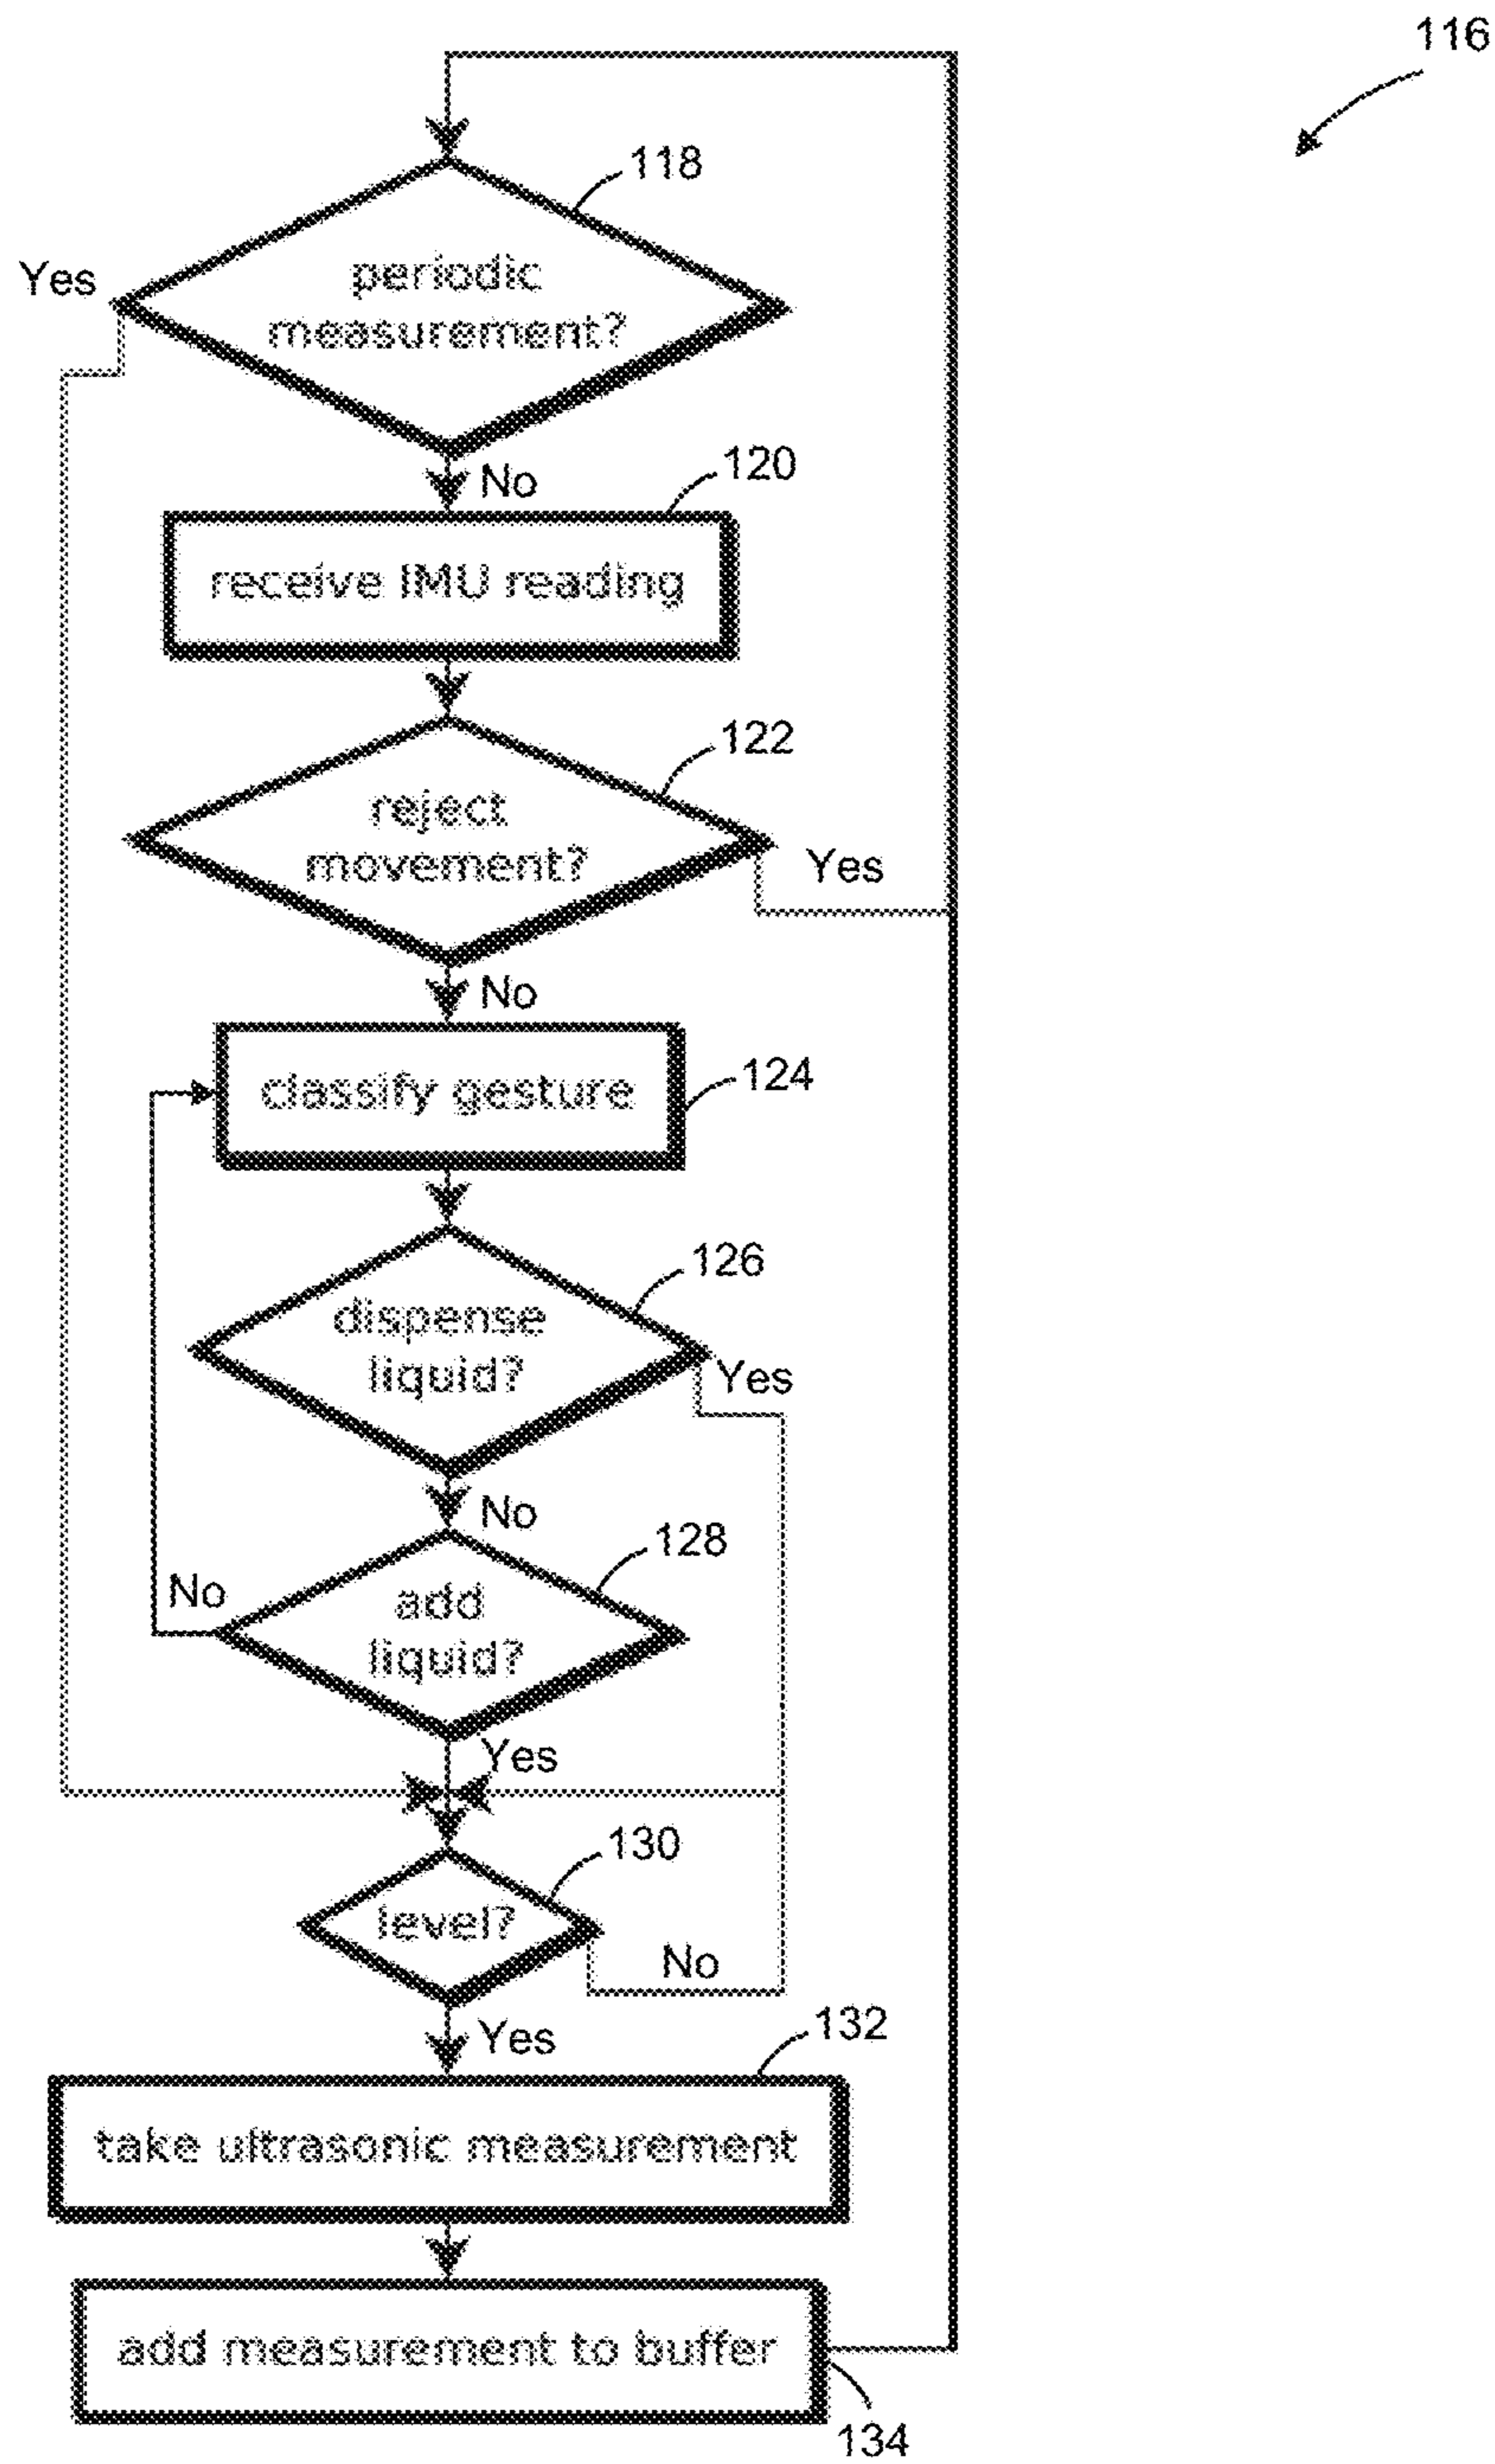 116
118
Yes
periodic
measurement?
No
120
receive IMU reading
122
reject
movement?
Yes
No
124
classify gesture
126
dispense
liquid?
Yes
No
128
No
add
liquid?
Yes
130
level?
No
Yes
132
take ultrasonic measurement
add measurement to buffer
134